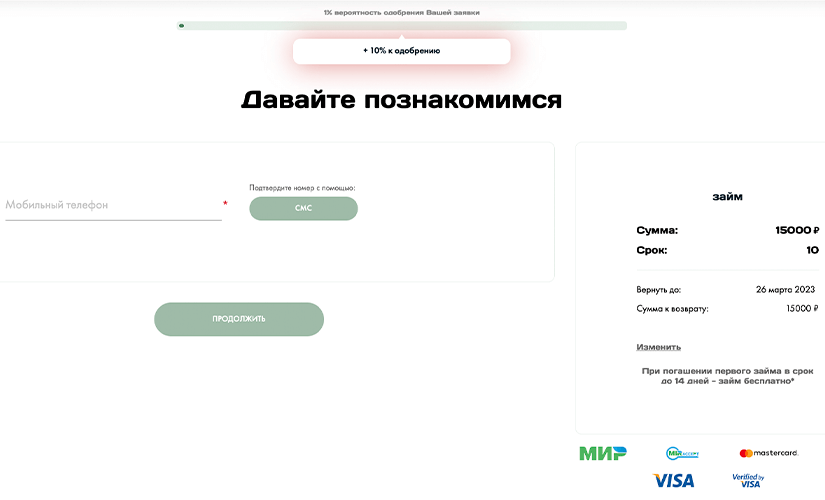 1% вероятность одобрения Вашей заявки
+ 10% к одобрению
Давайте познакомимся
Мобильный телефон *
Подтвердите номер с помощью:
СМС
ПРОДОЛЖИТЬ
займ
Сумма: 15000 ₽
Срок: 10
Вернуть до: 26 марта 2023
Сумма к возврату: 15000 ₽
Изменить
При погашении первого займа в срок
до 14 дней - займ бесплатно*
МИР
MIR ACCEPT
mastercard.
VISA
Verified by
VISA